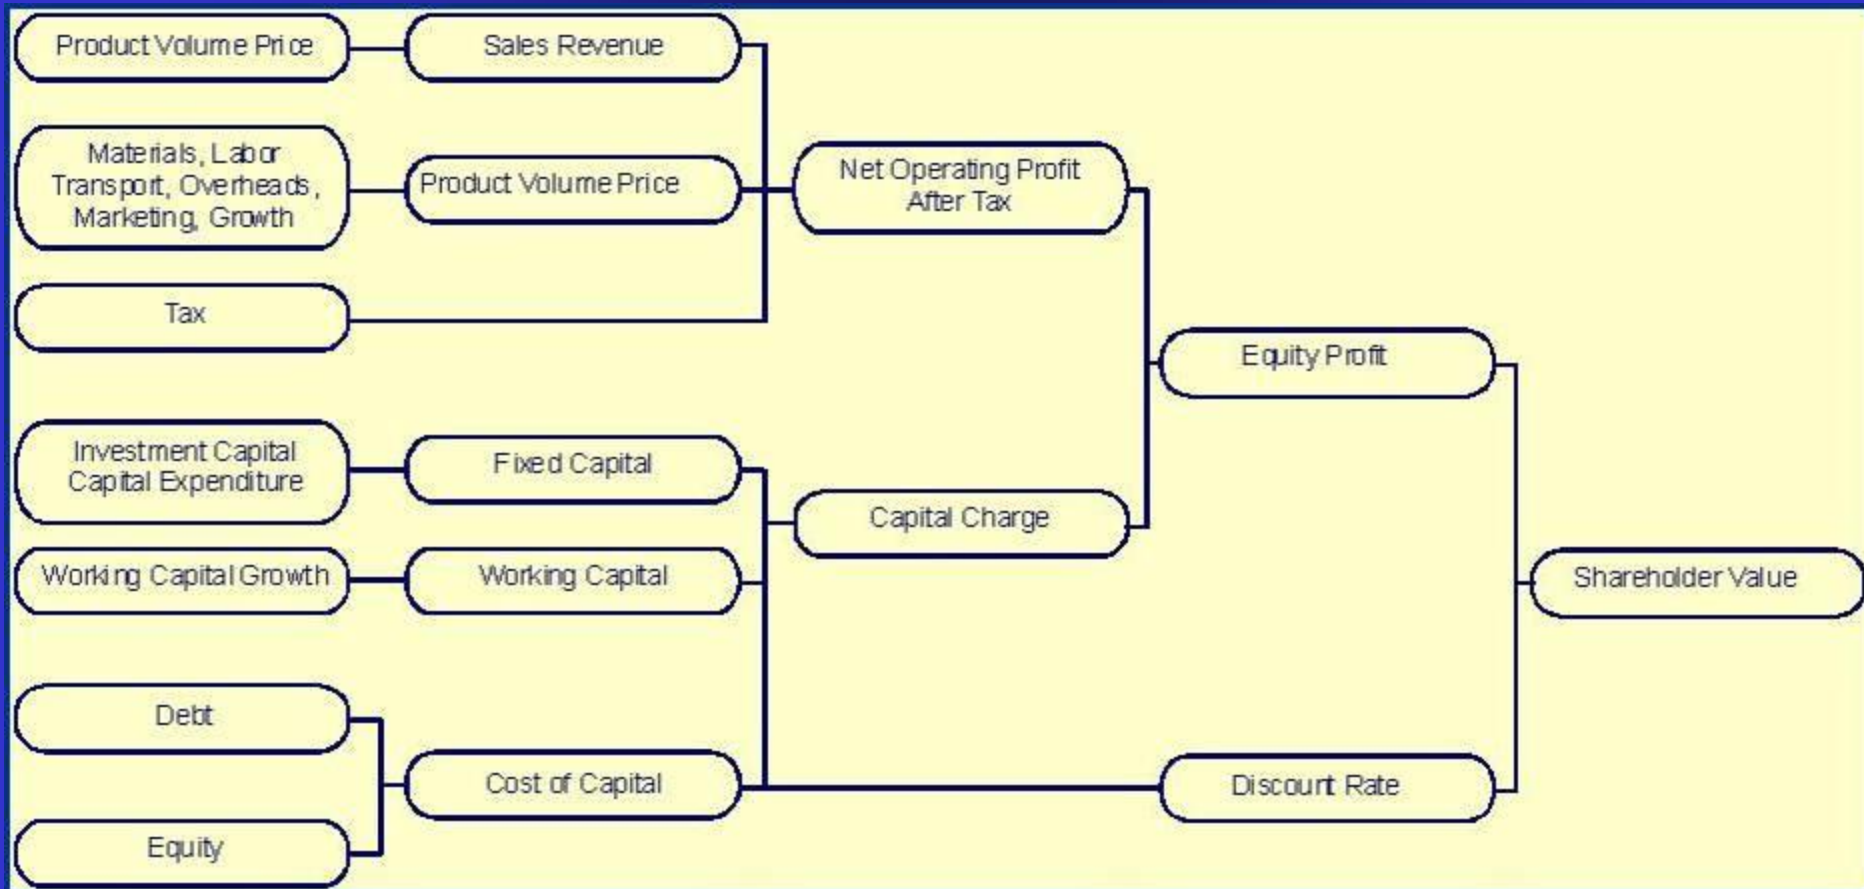 Product Volume Price
Sales Revenue
Materials, Labor
Transport, Overheads,
Marketing, Growth
Product Volume Price
Net Operating Profit
After Tax
Tax
Equity Profit
Investment Capital
Capital Expenditure
Fixed Capital
Capital Charge
Working Capital Growth
Working Capital
Shareholder Value
Debt
Cost of Capital
Discount Rate
Equity